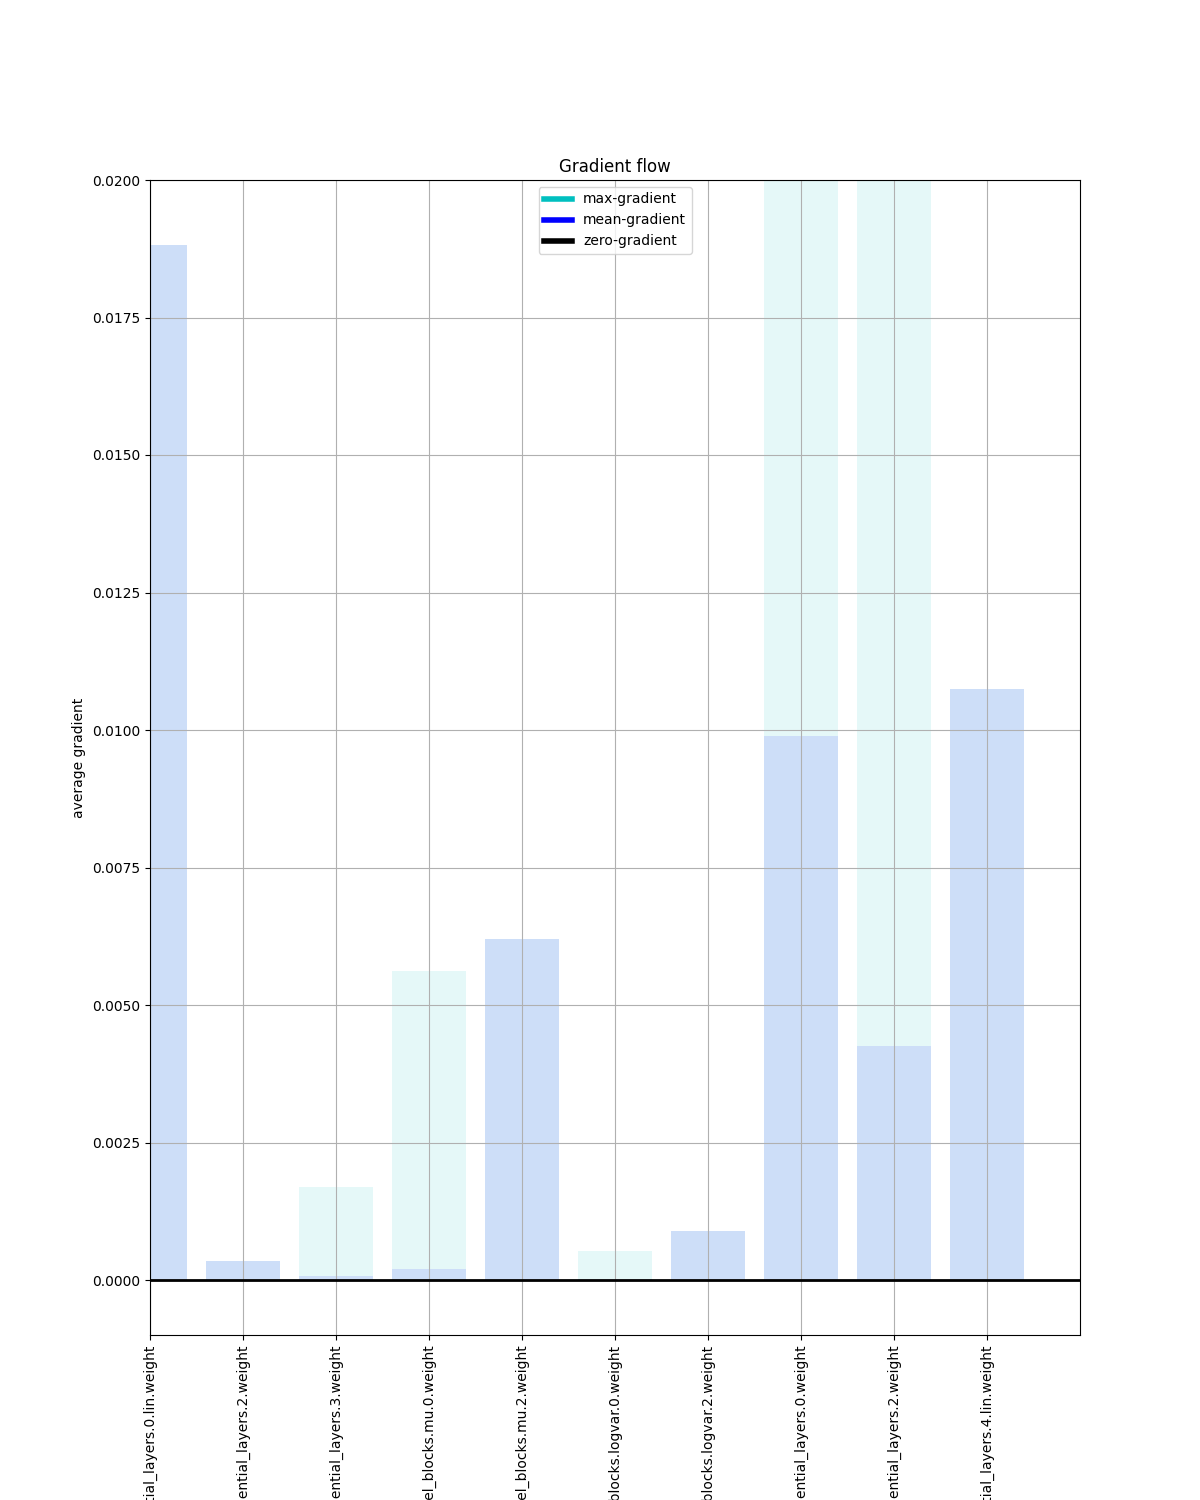 Gradient flow
max-gradient
mean-gradient
zero-gradient
0.0200
0.0175
0.0150
0.0125
0.0100
0.0075
0.0050
0.0025
0.0000
average gradient
tial_layers.0.lin.weight
ential_layers.2.weight
ential_layers.3.weight
el_blocks.mu.0.weight
el_blocks.mu.2.weight
blocks.logvar.0.weight
blocks.logvar.2.weight
ential_layers.0.weight
ential_layers.2.weight
tial_layers.4.lin.weight